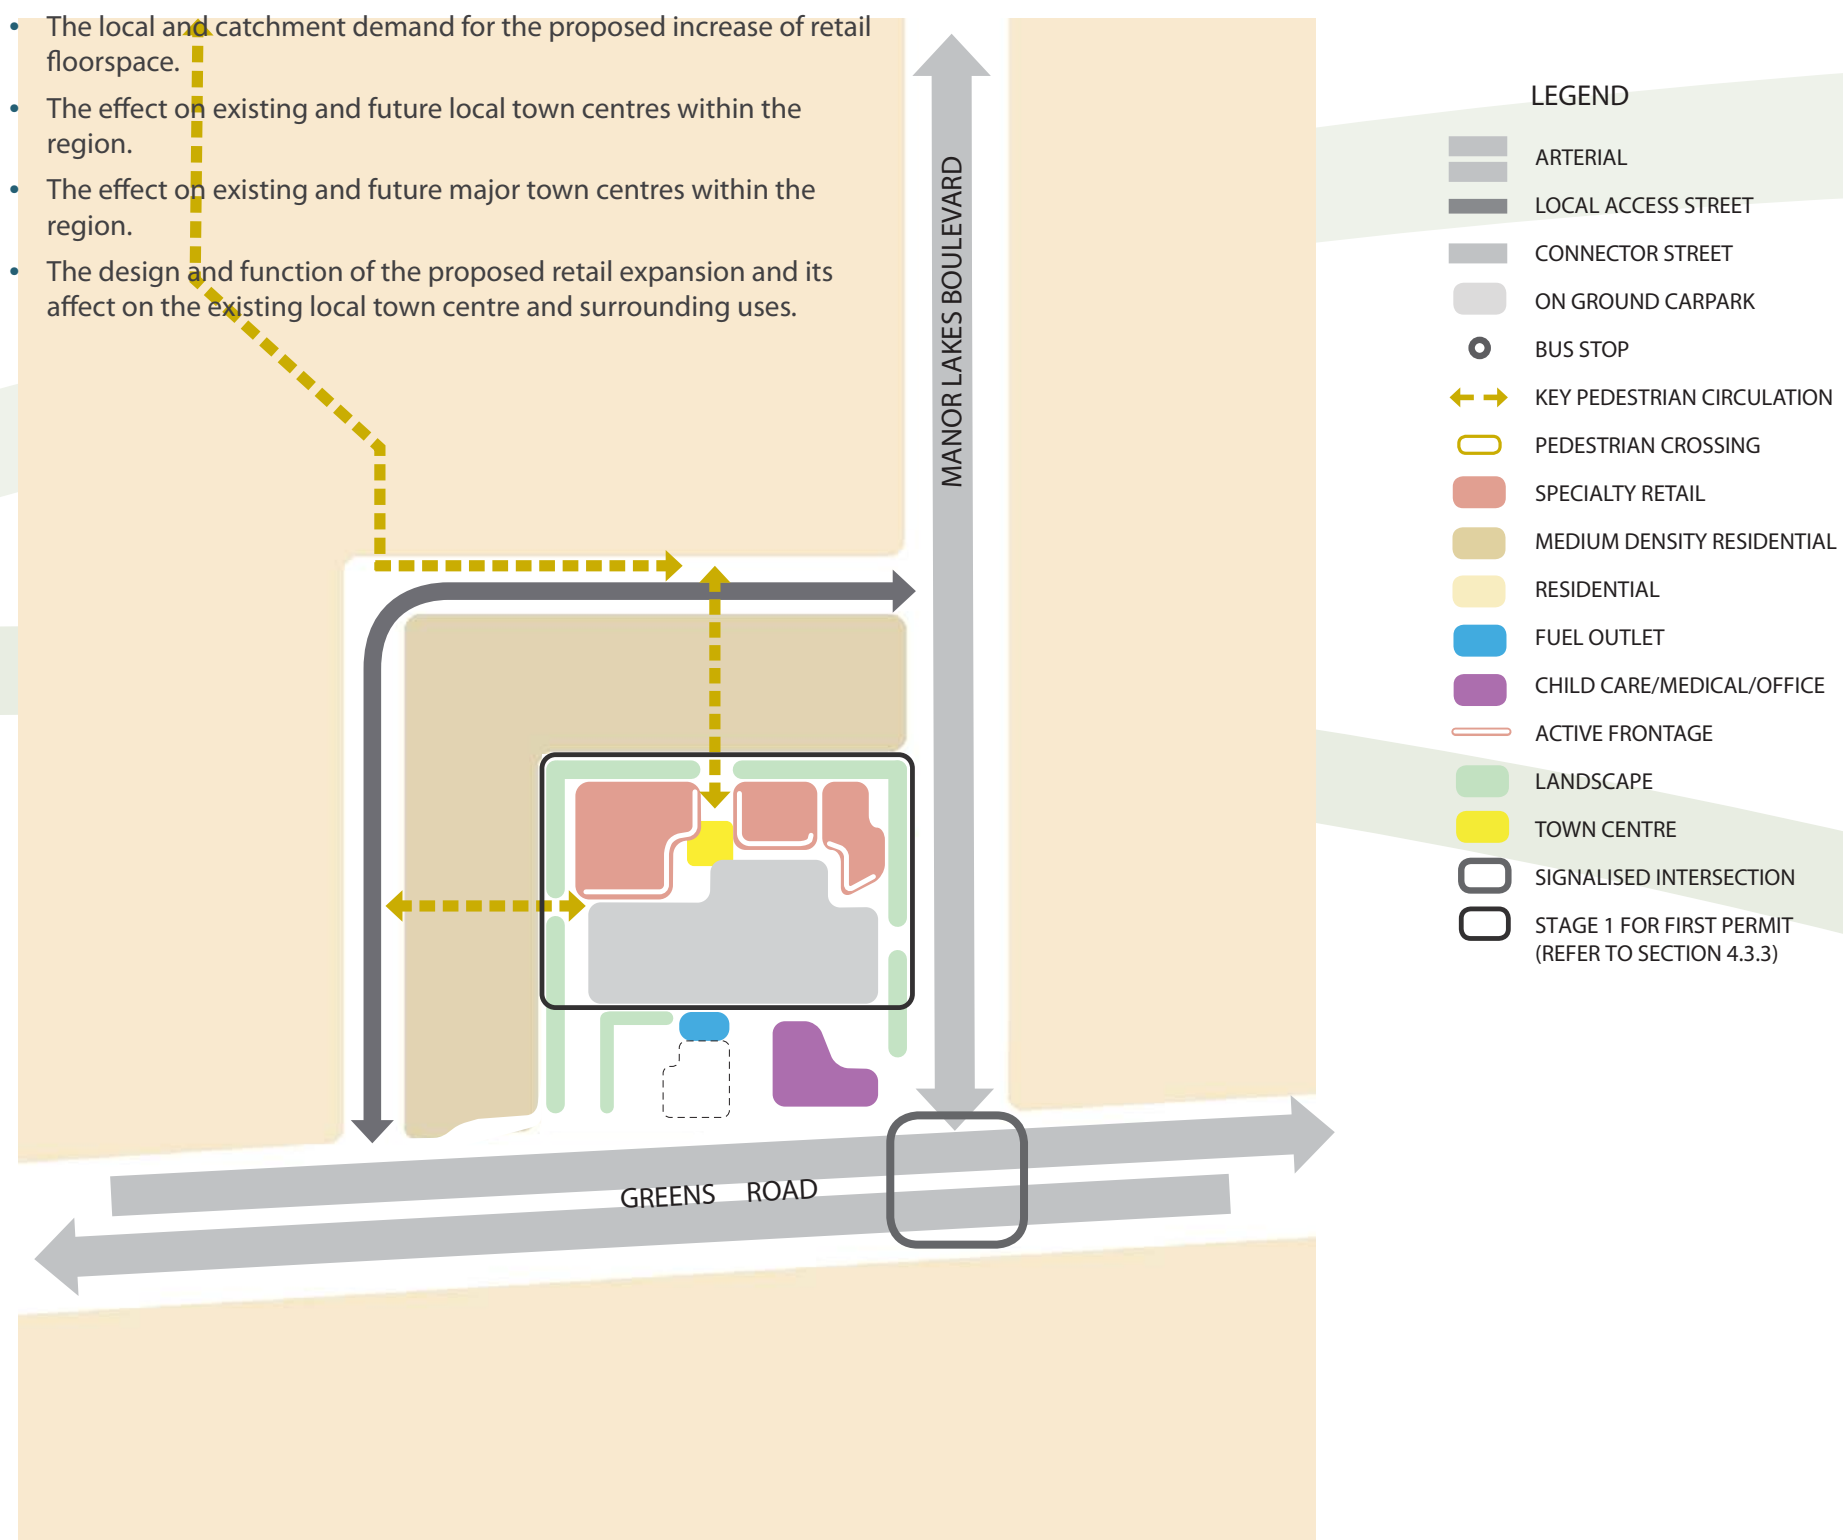 • The local and catchment demand for the proposed increase of retail
floorspace.
• The effect on existing and future local town centres within the
region.
• The effect on existing and future major town centres within the
region.
• The design and function of the proposed retail expansion and its
affect on the existing local town centre and surrounding uses.
MANOR LAKES BOULEVARD
GREENS ROAD
LEGEND
ARTERIAL
LOCAL ACCESS STREET
CONNECTOR STREET
ON GROUND CARPARK
BUS STOP
KEY PEDESTRIAN CIRCULATION
PEDESTRIAN CROSSING
SPECIALTY RETAIL
MEDIUM DENSITY RESIDENTIAL
RESIDENTIAL
FUEL OUTLET
CHILD CARE/MEDICAL/OFFICE
ACTIVE FRONTAGE
LANDSCAPE
TOWN CENTRE
SIGNALISED INTERSECTION
STAGE 1 FOR FIRST PERMIT
(REFER TO SECTION 4.3.3)